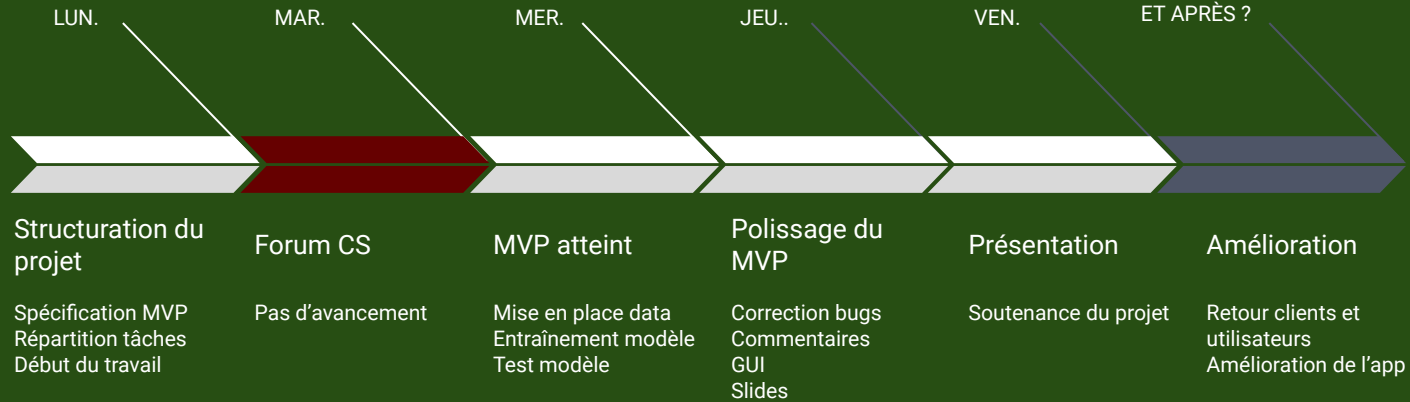 LUN.
MAR.
MER.
JEU..
VEN.
ET APRÈS ?
Structuration du
projet
Spécification MVP
Répartition tâches
Début du travail
Forum CS
Pas d’avancement
MVP atteint
Mise en place data
Entraînement modèle
Test modèle
Polissage du
MVP
Correction bugs
Commentaires
GUI
Slides
Présentation
Soutenance du projet
Amélioration
Retour clients et
utilisateurs
Amélioration de l’app